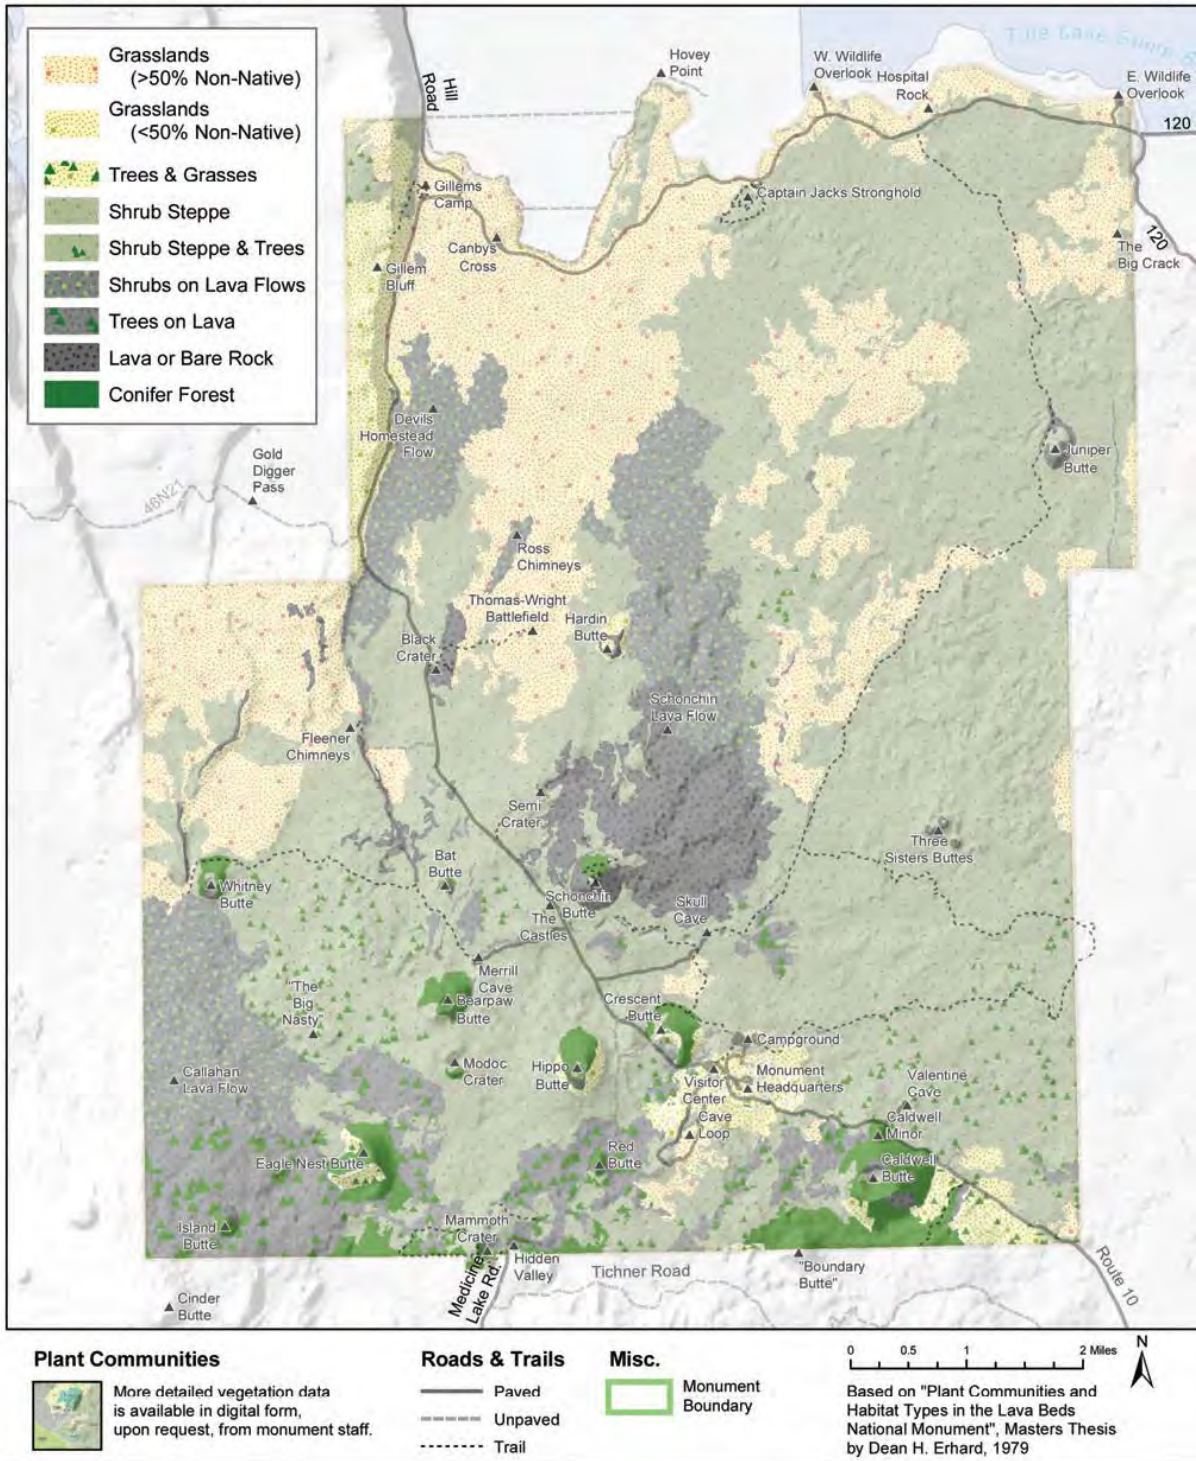 Grasslands
(>50% Non-Native)
Grasslands
(<50% Non-Native)
Trees & Grasses
Shrub Steppe
Shrub Steppe & Trees
Shrubs on Lava Flows
Trees on Lava
Lava or Bare Rock
Conifer Forest
Hill
Road
Hovey
Point
W. Wildlife
Overlook
Hospital
Rock
E. Wildlife
Overlook
120
Gillems
Camp
Captain Jacks Stronghold
Canbys
Cross
120
The
Big Crack
Gillem
Bluff
Devils
Homestead
Flow
Gold
Digger
Pass
46N21
Juniper
Butte
Ross
Chimneys
Thomas-Wright
Battlefield
Hardin
Butte
Black
Crater
Schonchin
Lava Flow
Fleener
Chimneys
Semi
Crater
Three
Sisters Buttes
Bat
Butte
Whitney
Butte
Schonchin
Butte
The
Castles
Skull
Cave
Merrill
Cave
"The
Big
Nasty"
Bearpaw
Butte
Crescent
Butte
Campground
Callahan
Lava Flow
Modoc
Crater
Hippo
Butte
Visitor
Center
Monument
Headquarters
Valentine
Cave
Cave
Loop
Caldwell
Minor
Eagle Nest Butte
Red
Butte
Caldwell
Butte
Island
Butte
Mammoth
Crater
Hidden
Valley
Medicine
Lake Rd.
Tichner Road
"Boundary
Butte"
Route 10
Cinder
Butte
Plant Communities
More detailed vegetation data
is available in digital form,
upon request, from monument staff.
Roads & Trails
Paved
Unpaved
Trail
Misc.
Monument
Boundary
0 0.5 1 2 Miles
N
Based on "Plant Communities and
Habitat Types in the Lava Beds
National Monument", Masters Thesis
by Dean H. Erhard, 1979